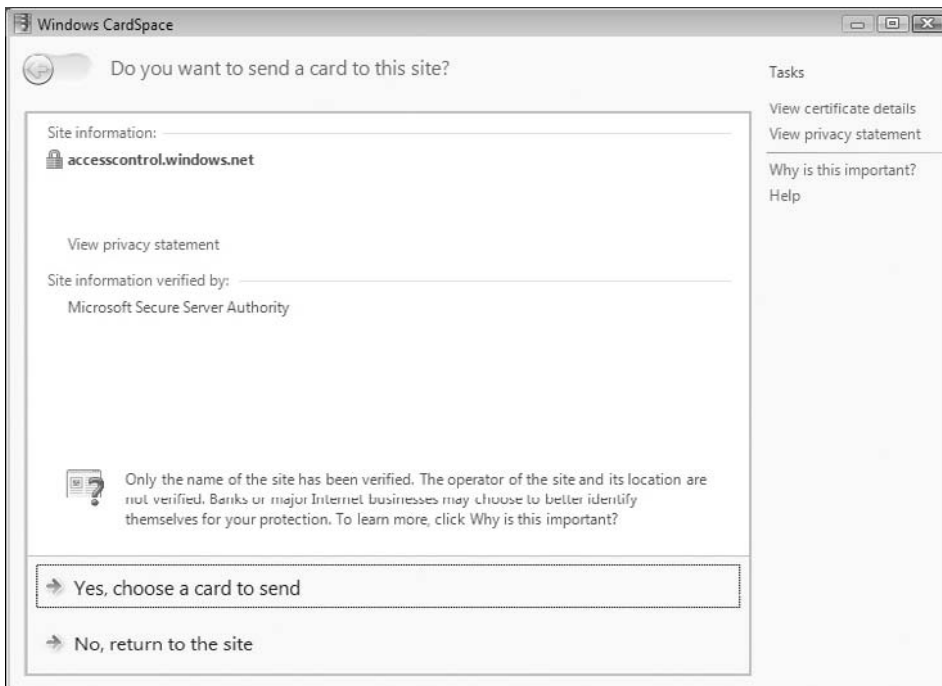 Windows CardSpace
Do you want to send a card to this site?
Site information:
accesscontrol.windows.net
View privacy statement
Site information verified by:
Microsoft Secure Server Authority
Only the name of the site has been verified. The operator of the site and its location are
not verified. Banks or major Internet businesses may choose to better identify
themselves for your protection. To learn more, click Why is this important?
Yes, choose a card to send
No, return to the site
Tasks
View certificate details
View privacy statement
Why is this important?
Help